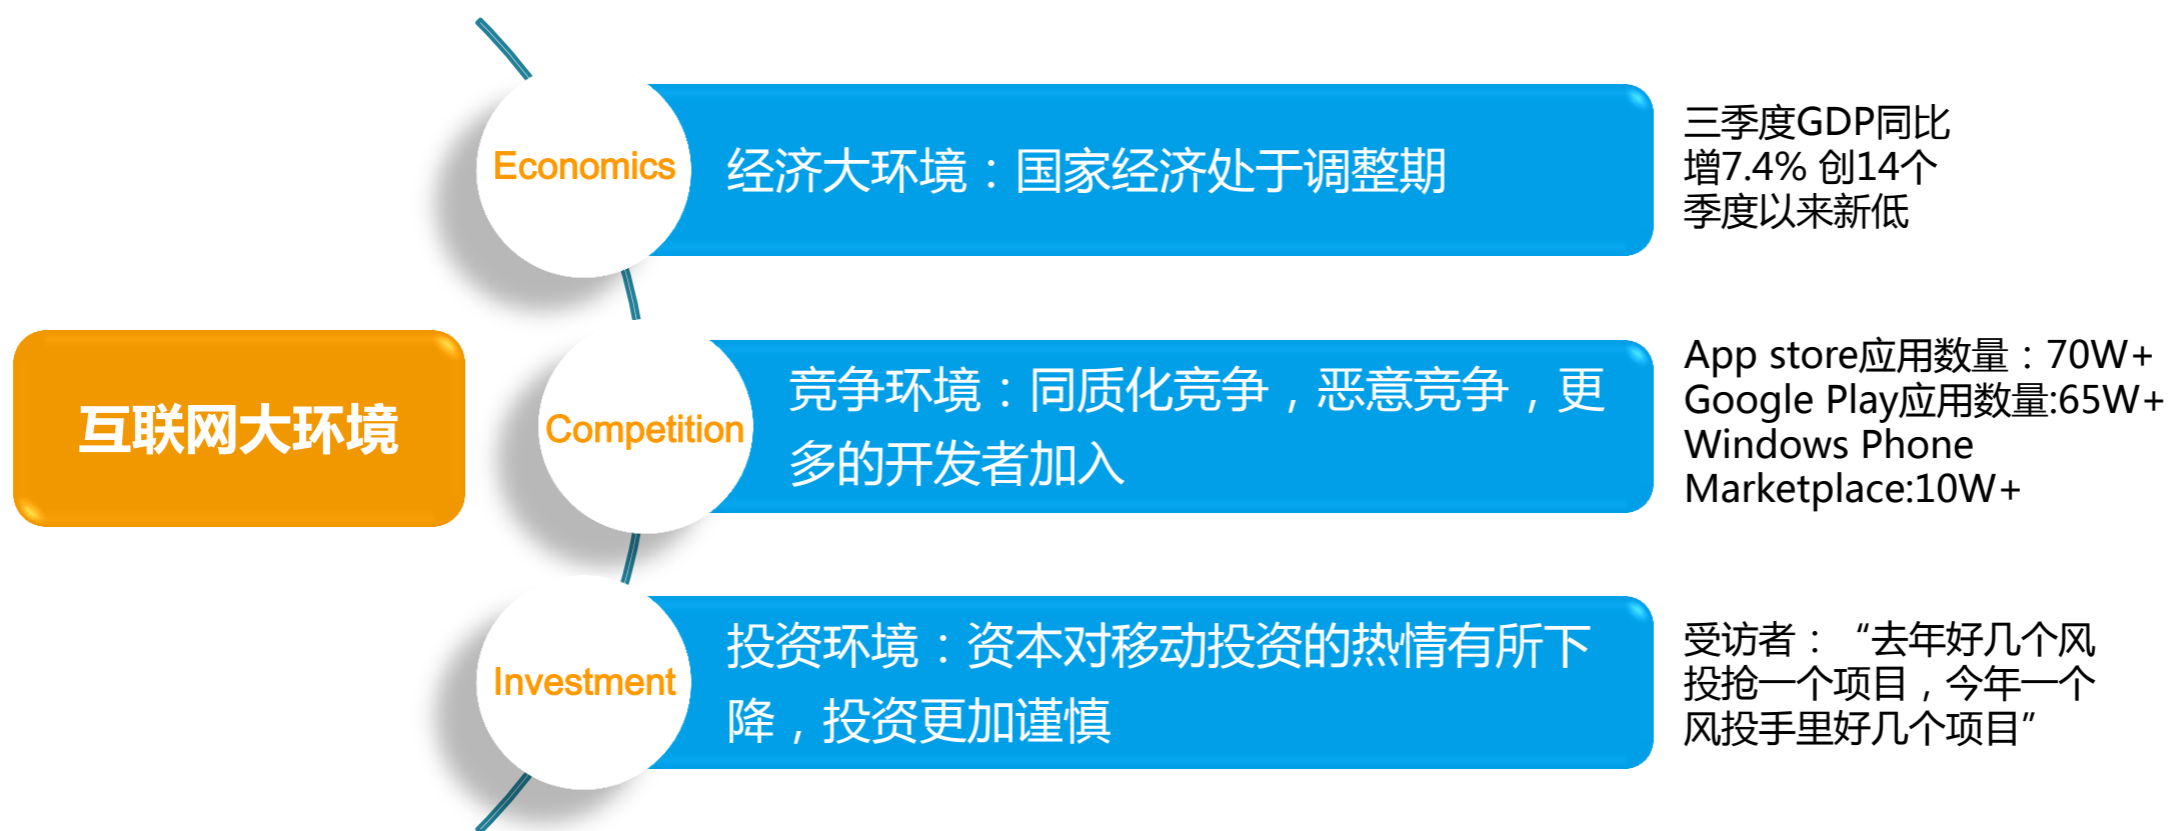 互联网大环境
Economics
经济大环境：国家经济处于调整期
三季度GDP同比
增7.4% 创14个
季度以来新低
Competition
竞争环境：同质化竞争，恶意竞争，更
多的开发者加入
App store应用数量：70W+
Google Play应用数量:65W+
Windows Phone
Marketplace:10W+
Investment
投资环境：资本对移动投资的热情有所下
降，投资更加谨慎
受访者：“去年好几个风
投抢一个项目，今年一个
风投手里好几个项目”